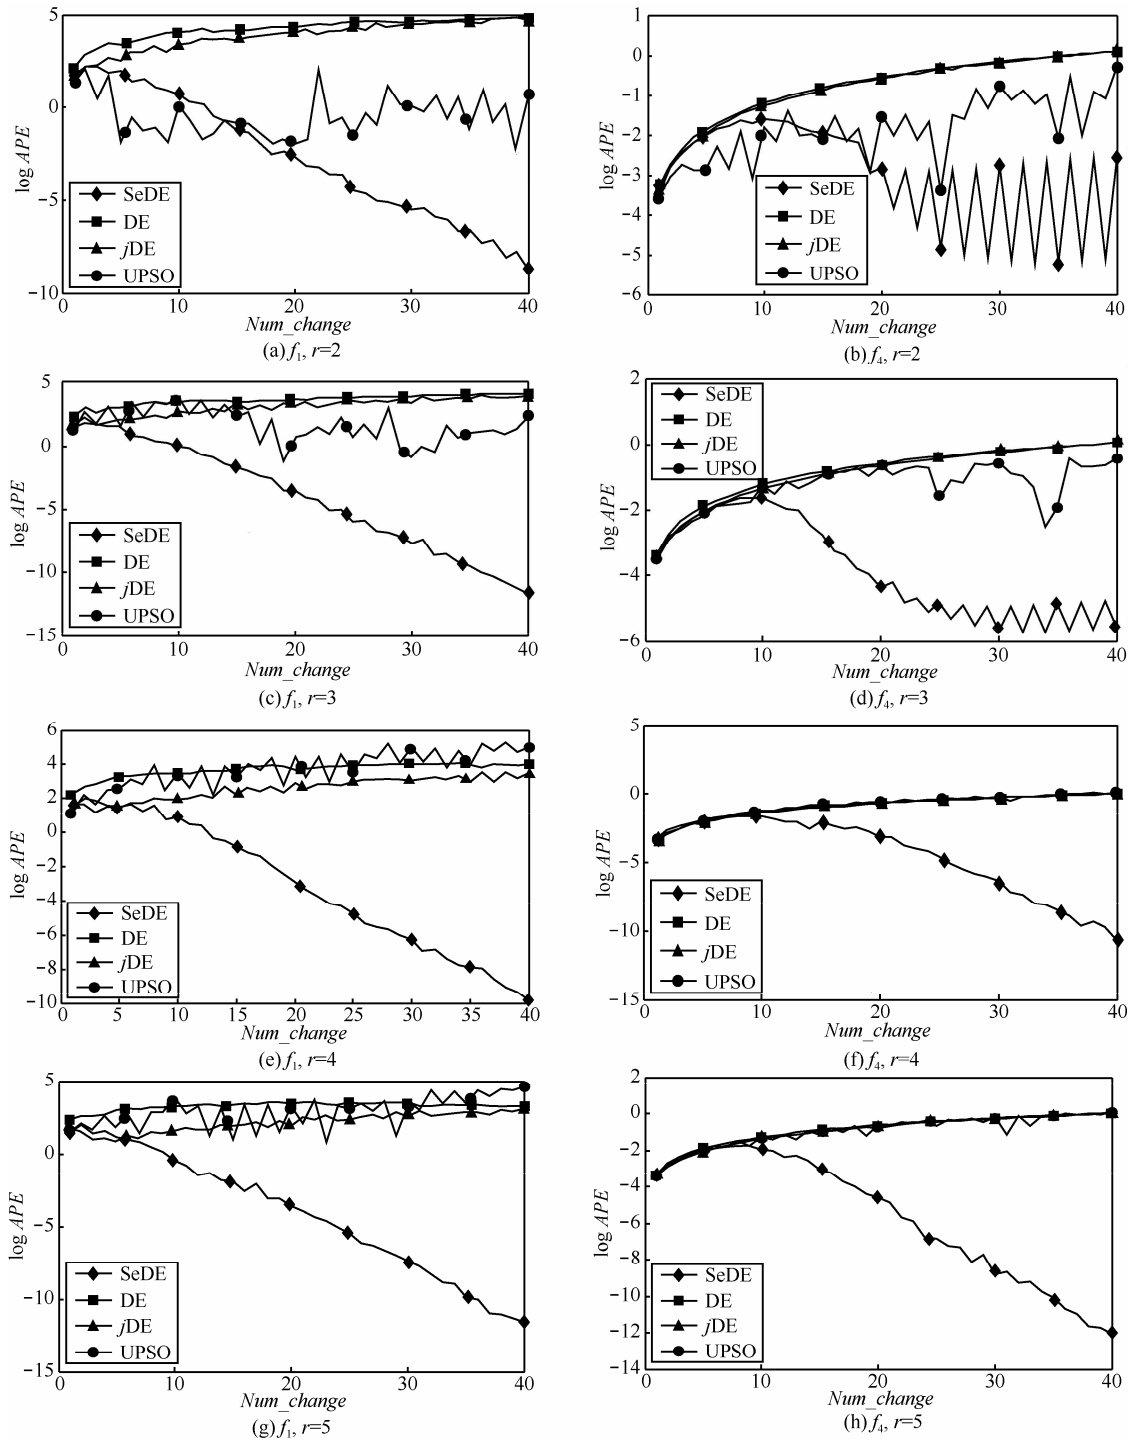 5
0
−5
−10
log APE
SeDE
DE
jDE
UPSO
0 10 20 30 40
Num_change
(a) f1, r=2
1
0
−1
−2
−3
−4
−5
−6
log APE
SeDE
DE
jDE
UPSO
0 10 20 30 40
Num_change
(b) f4, r=2
5
0
−5
−10
−15
log APE
SeDE
DE
jDE
UPSO
0 10 20 30 40
Num_change
(c) f1, r=3
2
0
−2
−4
−6
log APE
SeDE
DE
jDE
UPSO
0 10 20 30 40
Num_change
(d) f4, r=3
6
4
2
0
−2
−4
−6
−8
−10
log APE
SeDE
DE
jDE
UPSO
0 5 10 15 20 25 30 35 40
Num_change
(e) f1, r=4
5
0
−5
−10
−15
log APE
SeDE
DE
jDE
UPSO
0 10 20 30 40
Num_change
(f) f4, r=4
5
0
−5
−10
−15
log APE
SeDE
DE
jDE
UPSO
0 10 20 30 40
Num_change
(g) f1, r=5
2
0
−2
−4
−6
−8
−10
−12
−14
log APE
SeDE
DE
jDE
UPSO
0 10 20 30 40
Num_change
(h) f4, r=5